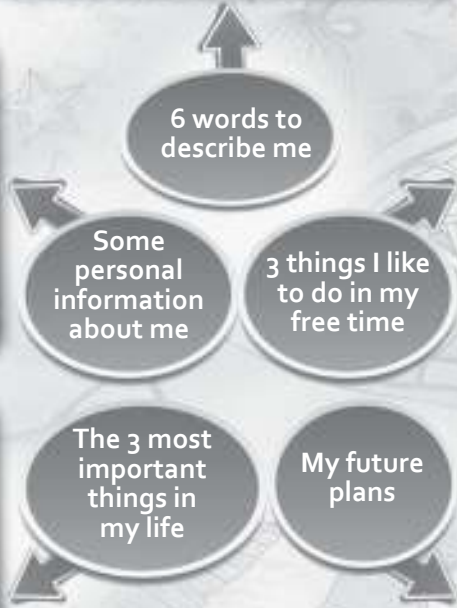 6 words to
describe me
Some
personal
information
about me
3 things I like
to do in my
free time
The 3 most
important
things in
my life
My future
plans